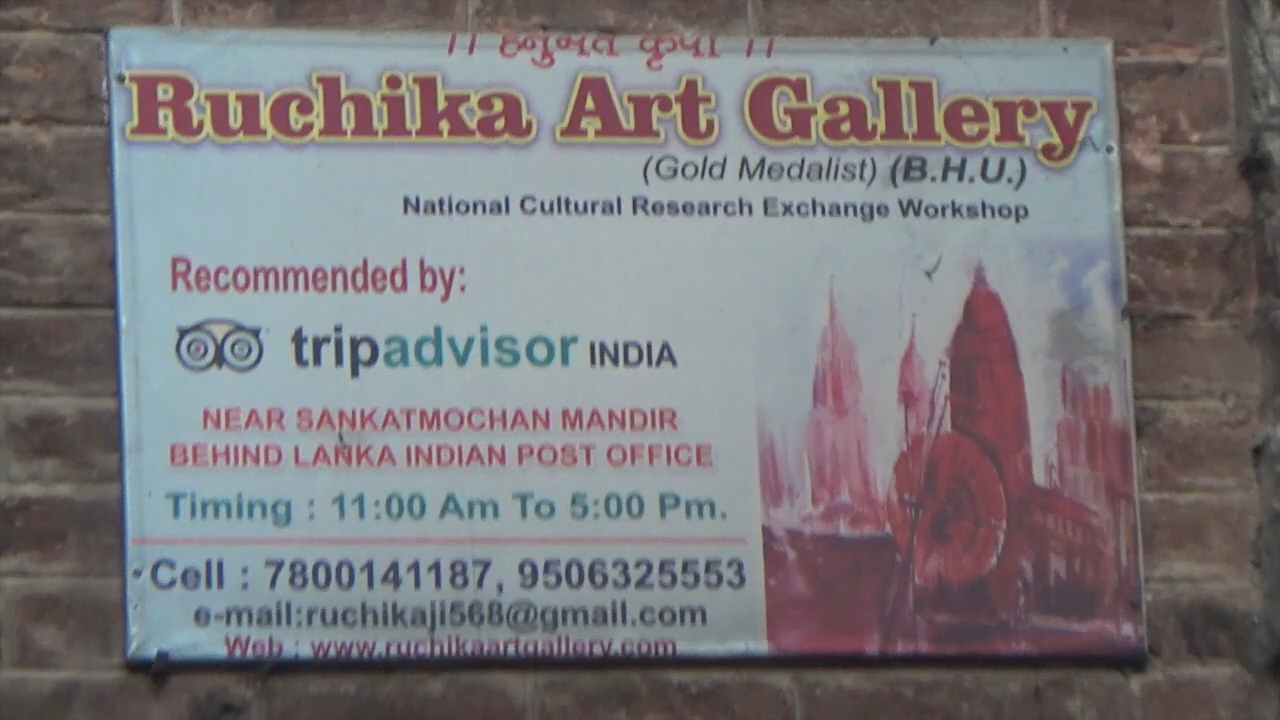 ।। हनुमत कृपा ।।
Ruchika Art Gallery
(Gold Medalist) (B.H.U.)
National Cultural Research Exchange Workshop
Recommended by:
tripadvisor INDIA
NEAR SANKATMOCHAN MANDIR
BEHIND LANKA INDIAN POST OFFICE
Timing : 11:00 Am To 5:00 Pm.
Cell : 7800141187, 9506325553
e-mail:ruchikaji568@gmail.com
Web : www.ruchikaartgallery.com